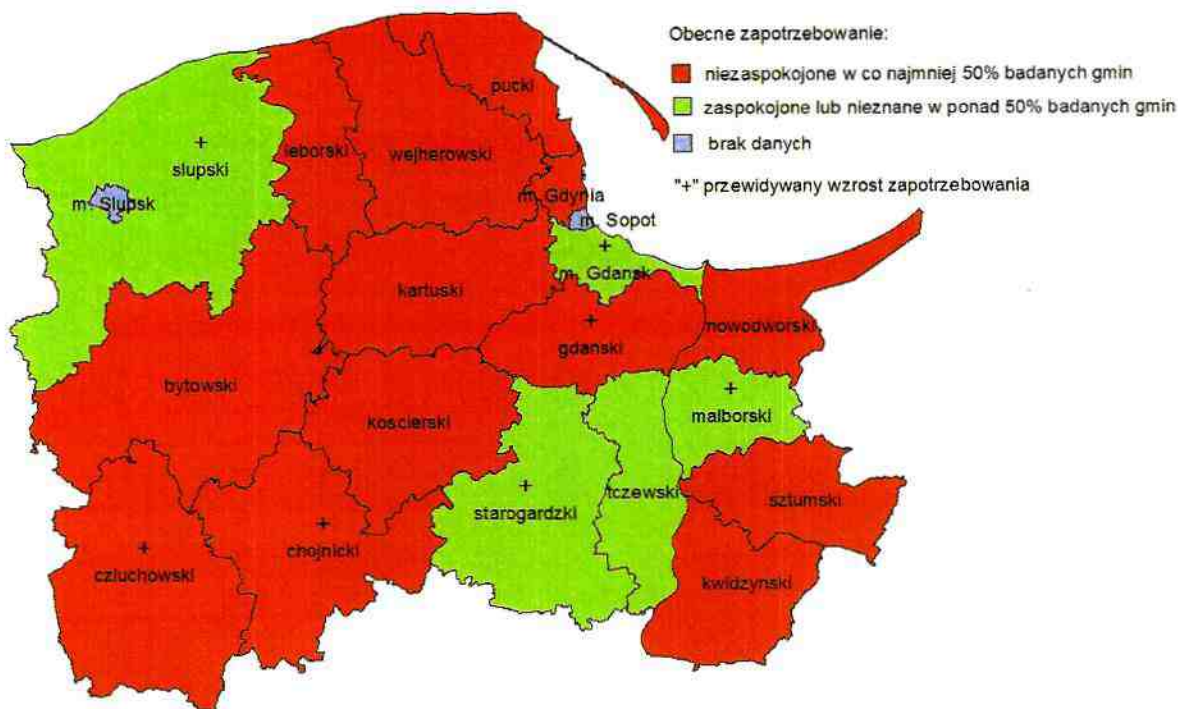 Obecne zapotrzebowanie:
niezaspokojone w co najmniej 50% badanych gmin
zaspokojone lub nieznane w ponad 50% badanych gmin
brak danych
"+" przewidywany wzrost zapotrzebowania
pucki
+
slupski
leborski
wejherowski
m. Slupsk
m. Gdynia
m. Sopot
+
m. Gdansk
kartuski
+
gdanski
nowodworski
bytowski
+
malborski
koscierski
+
starogardzki
tczewski
sztumski
+
czluchowski
+
chojnicki
kwidzynski